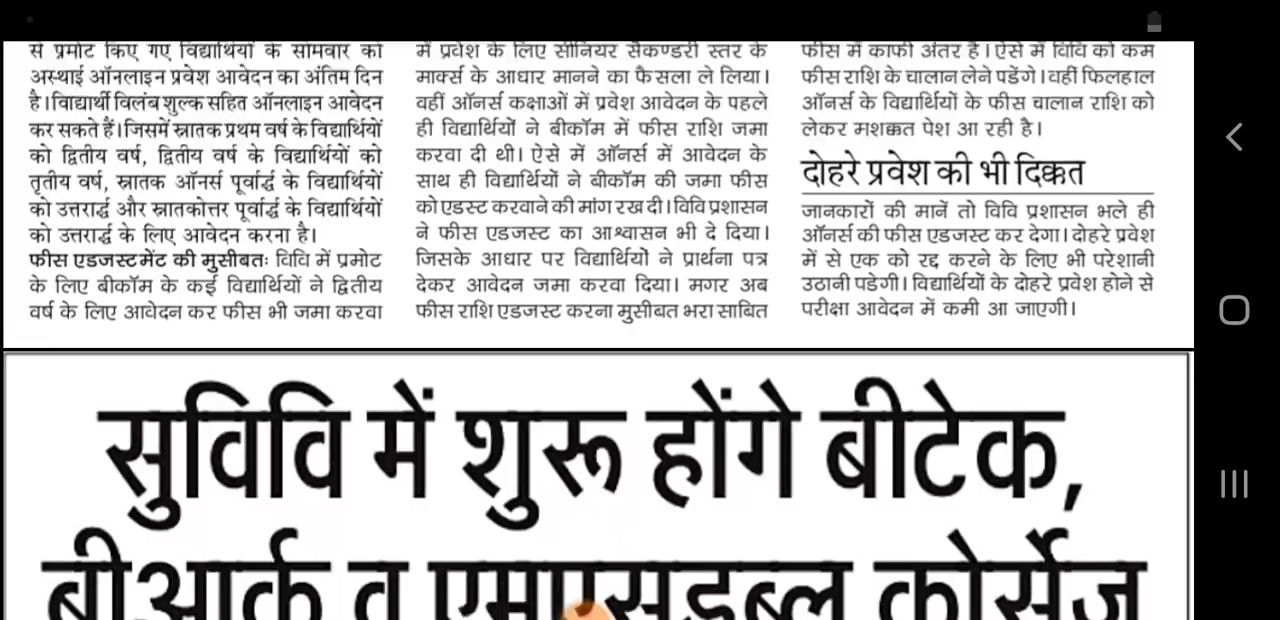 से प्रमोट किए गए विद्यार्थियों के सोमवार को
अस्थाई ऑनलाइन प्रवेश आवेदन का अंतिम दिन
है। विद्यार्थी विलंब शुल्क सहित ऑनलाइन आवेदन
कर सकते हैं। जिसमें स्नातक प्रथम वर्ष के विद्यार्थियों
को द्वितीय वर्ष, द्वितीय वर्ष के विद्यार्थियों को
तृतीय वर्ष, स्नातक ऑनर्स पूर्वार्द्ध के विद्यार्थियों
को उत्तरार्द्ध और स्नातकोत्तर पूर्वार्द्ध के विद्यार्थियों
को उत्तरार्द्ध के लिए आवेदन करना है।
फीस एडजस्टमेंट की मुसीबतः विवि में प्रमोट
के लिए बीकॉम के कई विद्यार्थियों ने द्वितीय
वर्ष के लिए आवेदन कर फीस भी जमा करवा
में प्रवेश के लिए सीनियर सैकण्डरी स्तर के
मार्क्स के आधार मानने का फैसला ले लिया।
वहीं ऑनर्स कक्षाओं में प्रवेश आवेदन के पहले
ही विद्यार्थियों ने बीकॉम में फीस राशि जमा
करवा दी थी। ऐसे में ऑनर्स में आवेदन के
साथ ही विद्यार्थियों ने बीकॉम की जमा फीस
को एडस्ट करवाने की मांग रख दी। विवि प्रशासन
ने फीस एडजस्ट का आश्वासन भी दे दिया।
जिसके आधार पर विद्यार्थियों ने प्रार्थना पत्र
देकर आवेदन जमा करवा दिया। मगर अब
फीस राशि एडजस्ट करना मुसीबत भरा साबित
फीस में काफी अंतर है। ऐसे में विवि को कम
फीस राशि के चालान लेने पडेंगे। वहीं फिलहाल
ऑनर्स के विद्यार्थियों के फीस चालान राशि को
लेकर मशक्कत पेश आ रही है।
दोहरे प्रवेश की भी दिक्कत
जानकारों की मानें तो विवि प्रशासन भले ही
ऑनर्स की फीस एडजस्ट कर देगा। दोहरे प्रवेश
में से एक को रद्द करने के लिए भी परेशानी
उठानी पडेगी। विद्यार्थियों के दोहरे प्रवेश होने से
परीक्षा आवेदन में कमी आ जाएगी।
सुविवि में शुरू होंगे बीटेक,
बीआर्क व एमएसडब्ल्यू कोर्सेज